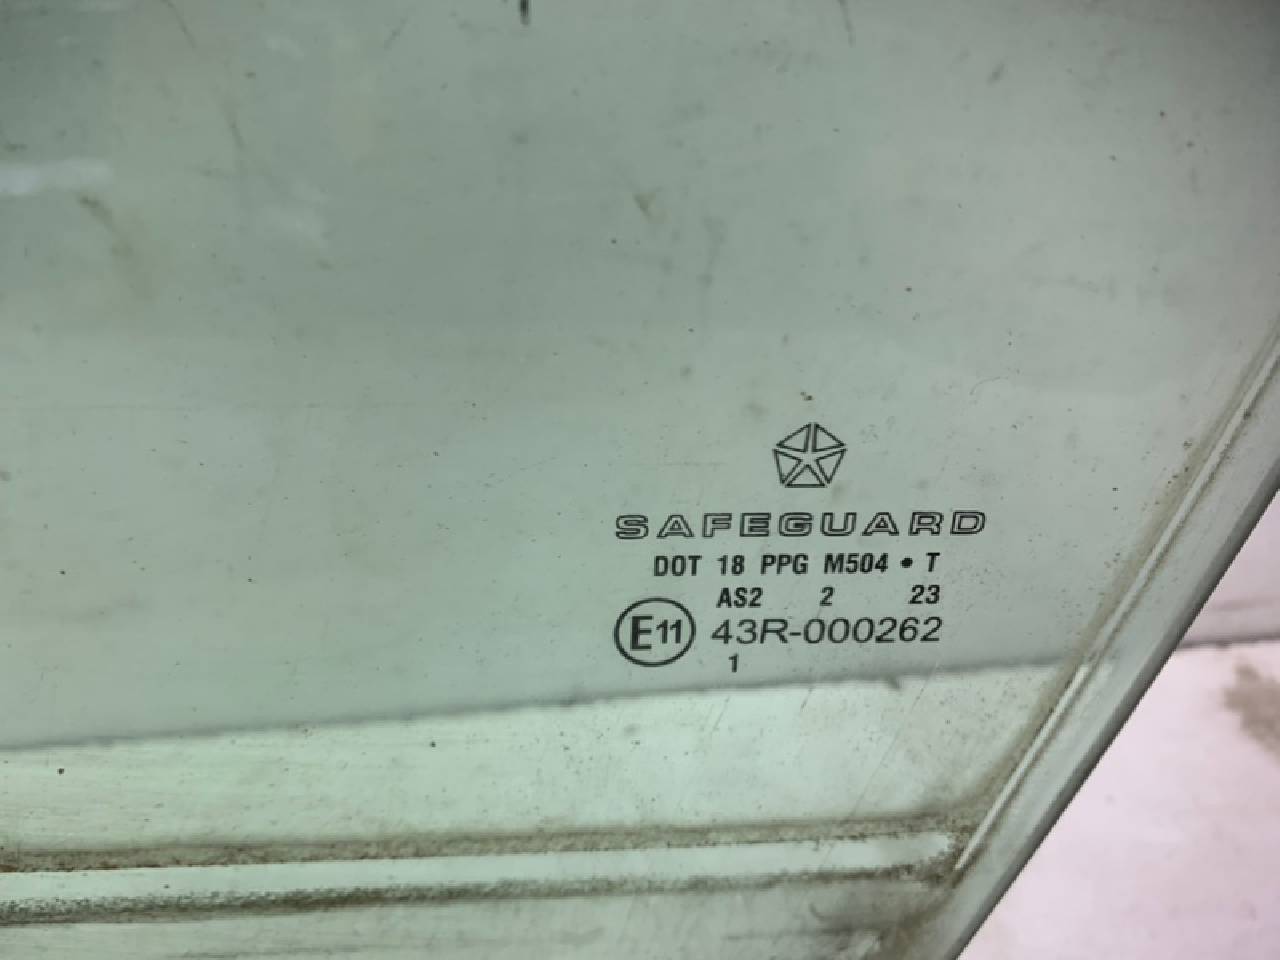 SAFEGUARD
DOT 18 PPG M504 • T
AS2 2 23
E11 43R-000262
1